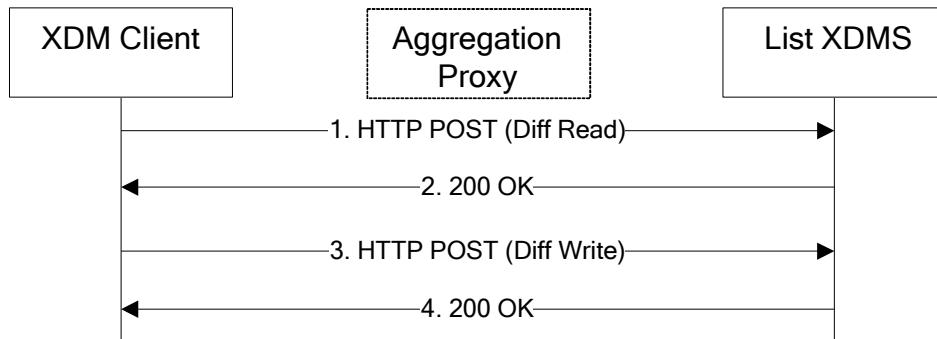 XDM Client
Aggregation
Proxy
List XDMS
1. HTTP POST (Diff Read)
2. 200 OK
3. HTTP POST (Diff Write)
4. 200 OK